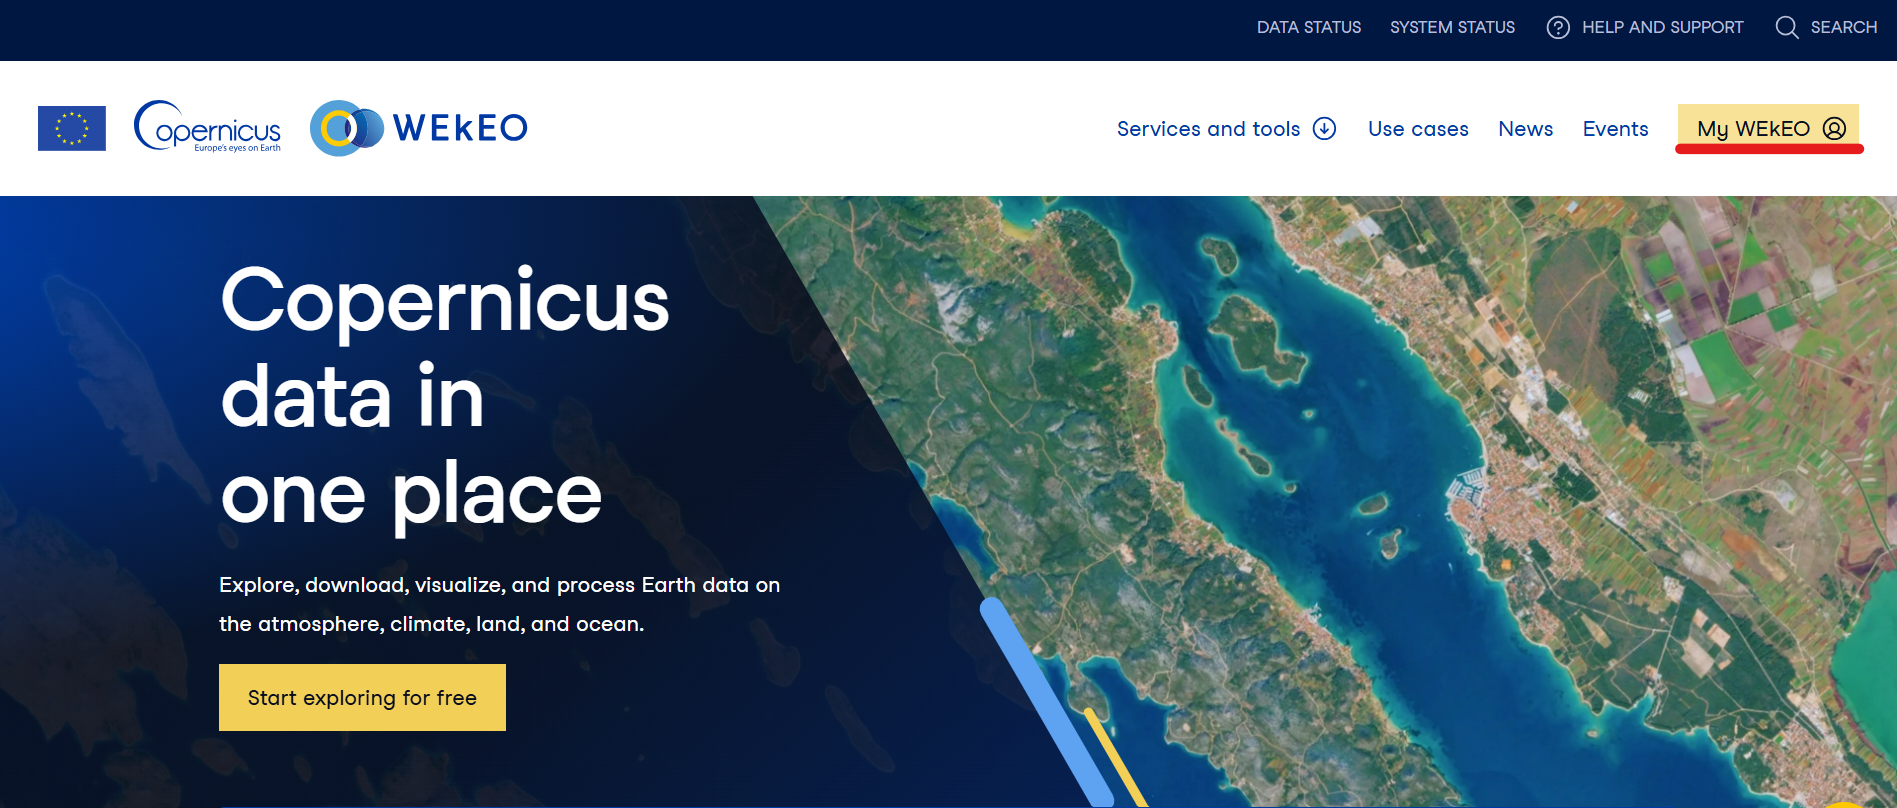 DATA STATUS SYSTEM STATUS HELP AND SUPPORT SEARCH
Copernicus
Europe's eyes on Earth
WEkEO
Services and tools Use cases News Events My WEkEO
Copernicus
data in
one place
Explore, download, visualize, and process Earth data on
the atmosphere, climate, land, and ocean.
Start exploring for free